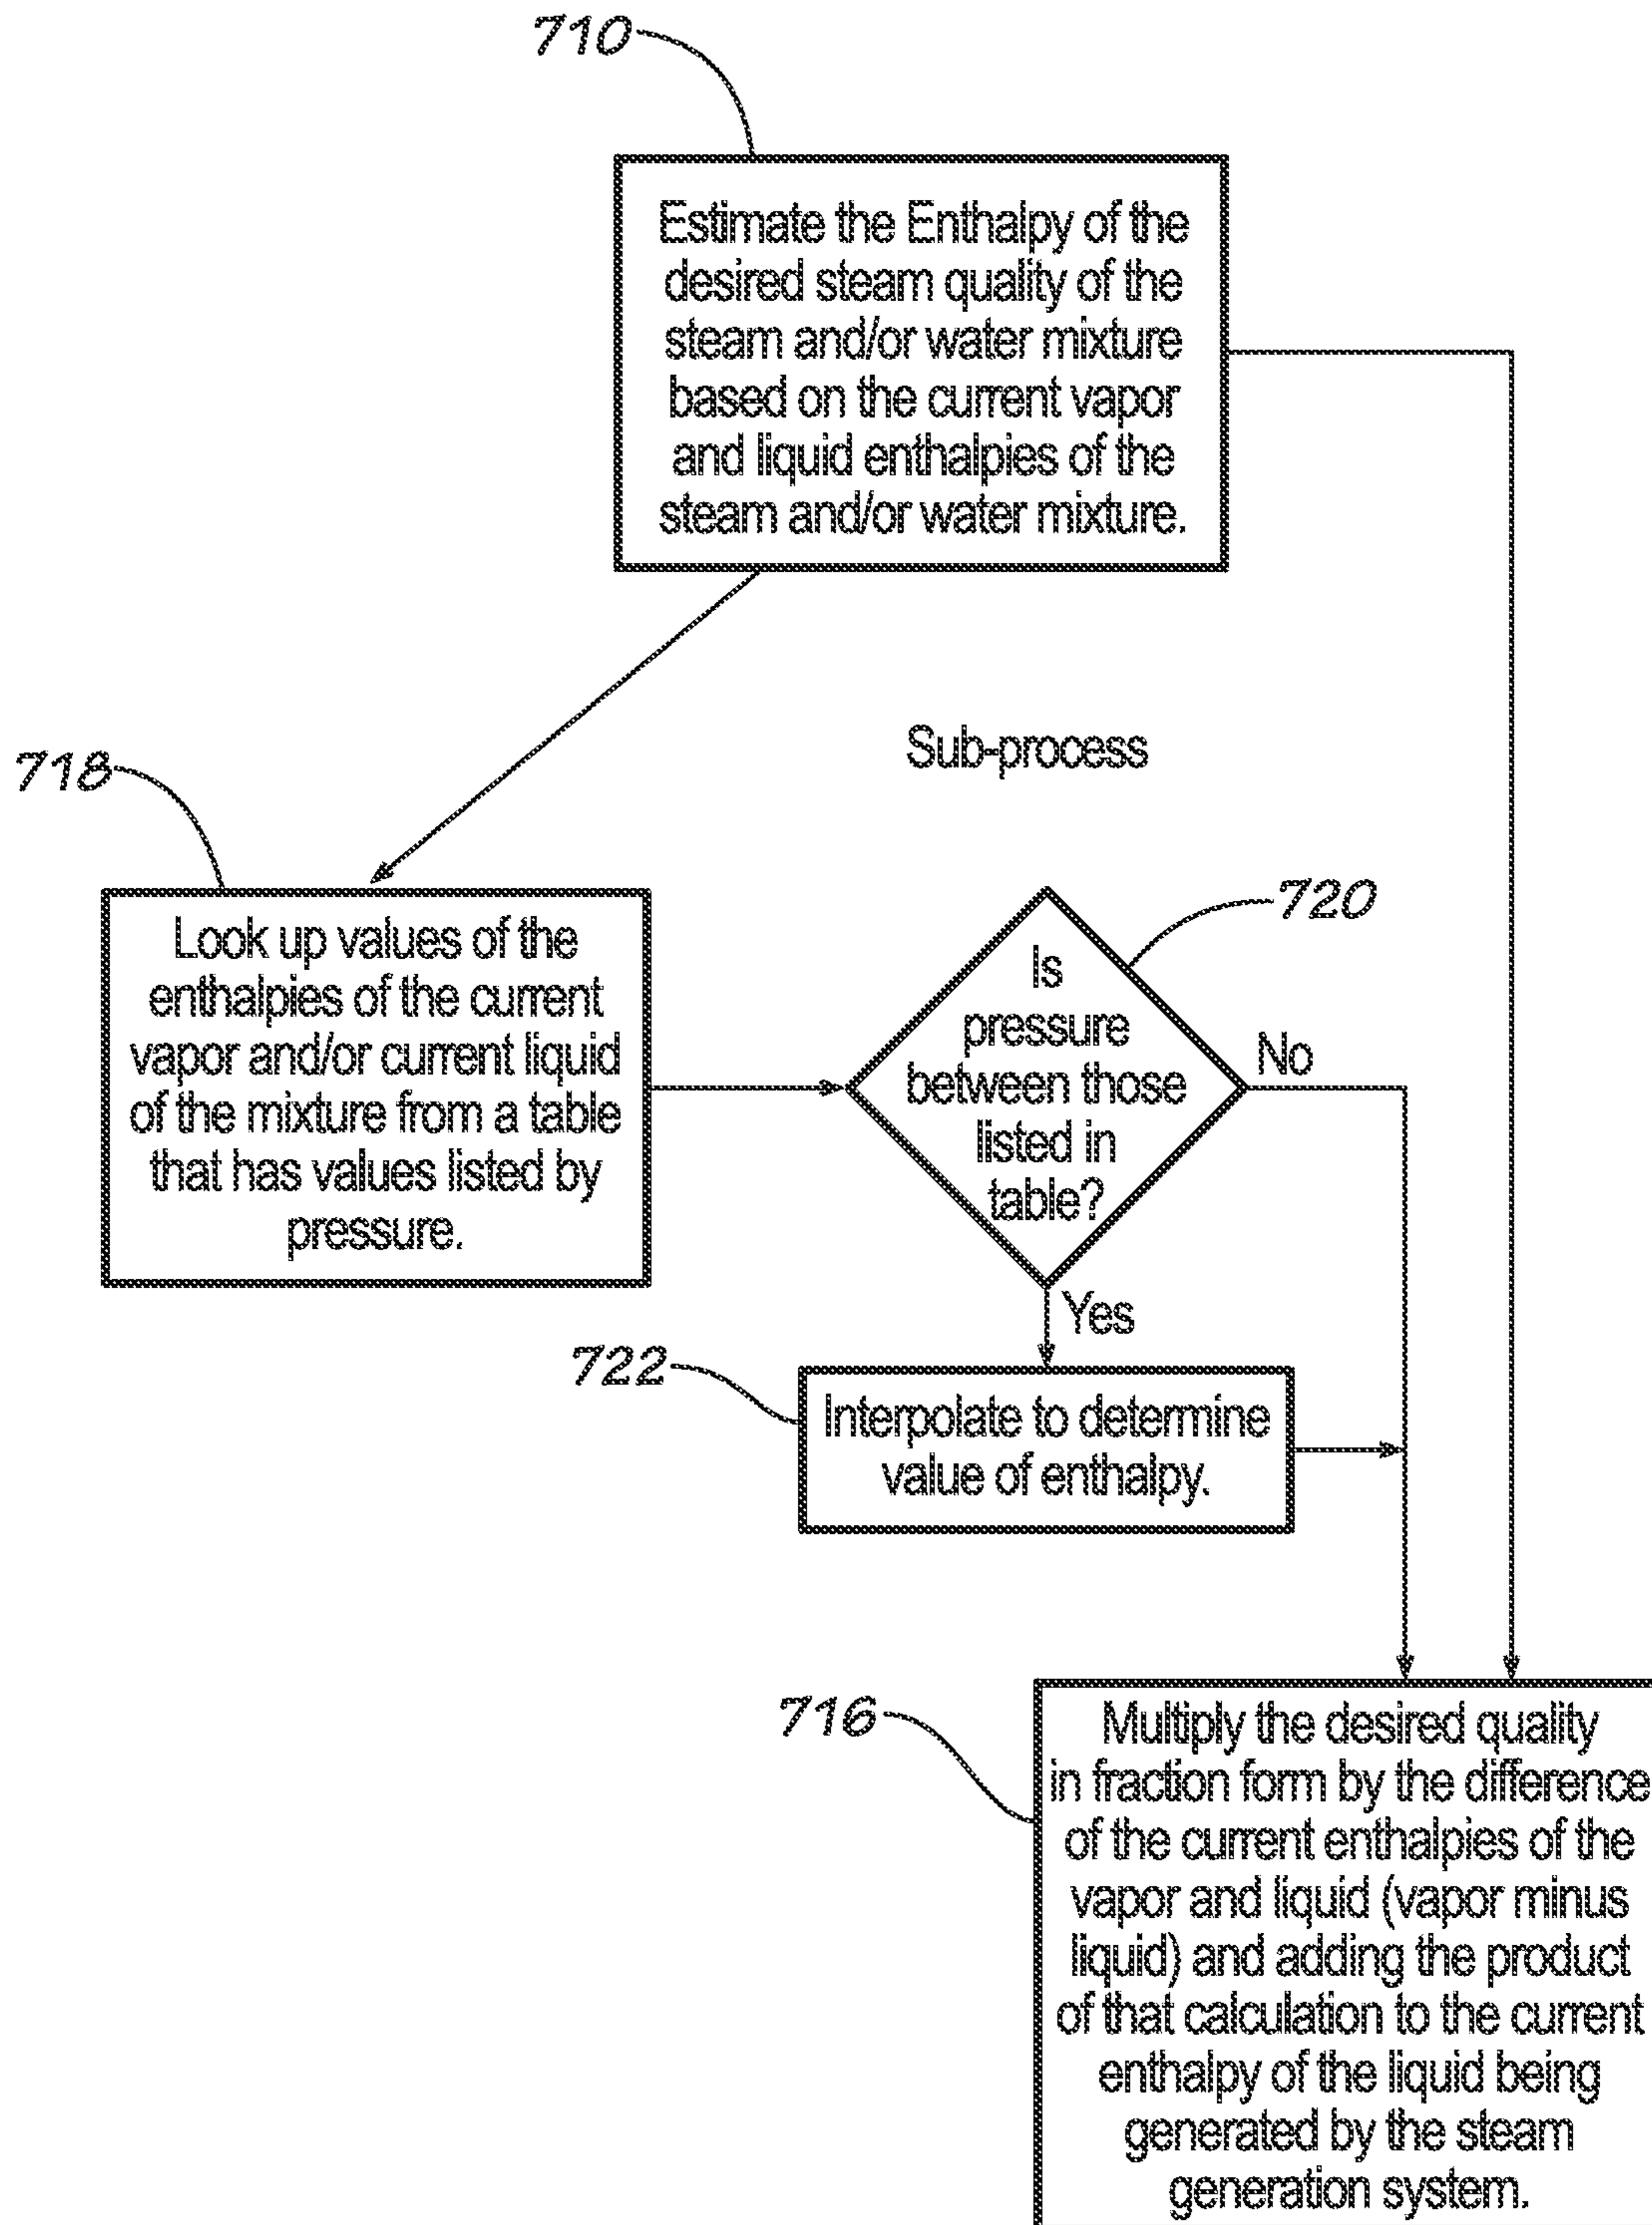 710
Estimate the Enthalpy of the
desired steam quality of the
steam and/or water mixture
based on the current vapor
and liquid enthalpies of the
steam and/or water mixture.
Sub-process
718
Look up values of the
enthalpies of the current
vapor and/or current liquid
of the mixture from a table
that has values listed by
pressure.
720
Is
pressure
between those
listed in
table?
No
Yes
722
Interpolate to determine
value of enthalpy.
716
Multiply the desired quality
in fraction form by the difference
of the current enthalpies of the
vapor and liquid (vapor minus
liquid) and adding the product
of that calculation to the current
enthalpy of the liquid being
generated by the steam
generation system.